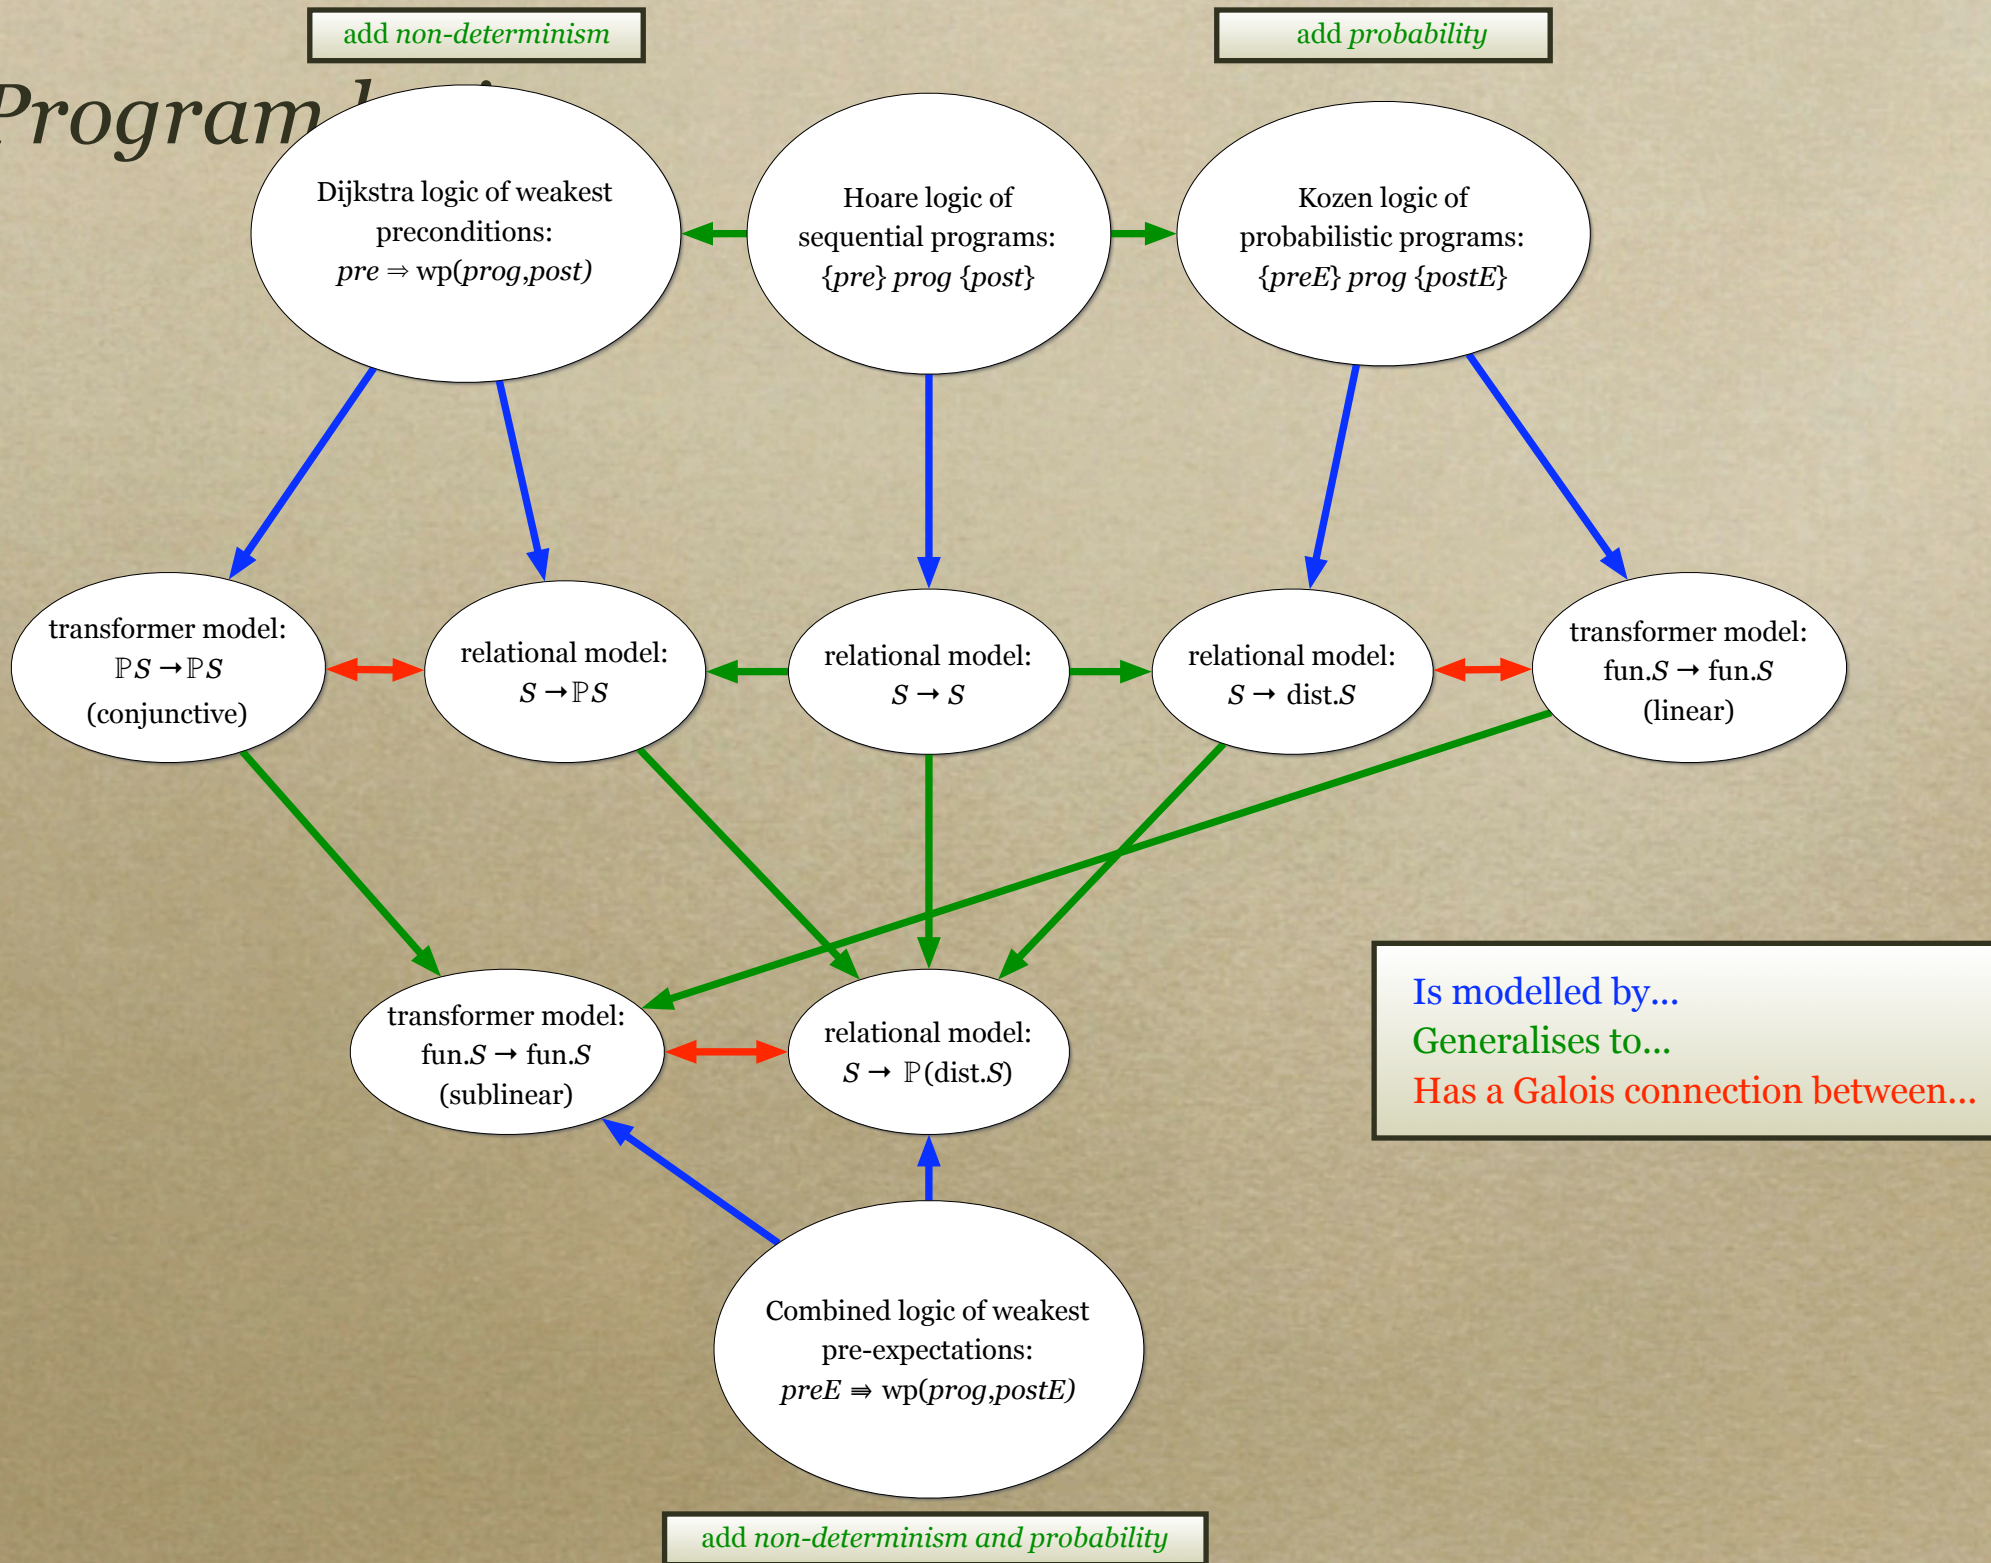 add non-determinism
add probability
Program
Dijkstra logic of weakest
preconditions:
pre ⇒ wp(prog,post)
Hoare logic of
sequential programs:
{pre} prog {post}
Kozen logic of
probabilistic programs:
{preE} prog {postE}
transformer model:
ℙS → ℙS
(conjunctive)
relational model:
S → ℙS
relational model:
S → S
relational model:
S → dist.S
transformer model:
fun.S → fun.S
(linear)
transformer model:
fun.S → fun.S
(sublinear)
relational model:
S → ℙ(dist.S)
Is modelled by...
Generalises to...
Has a Galois connection between...
Combined logic of weakest
pre-expectations:
preE ⇛ wp(prog,postE)
add non-determinism and probability